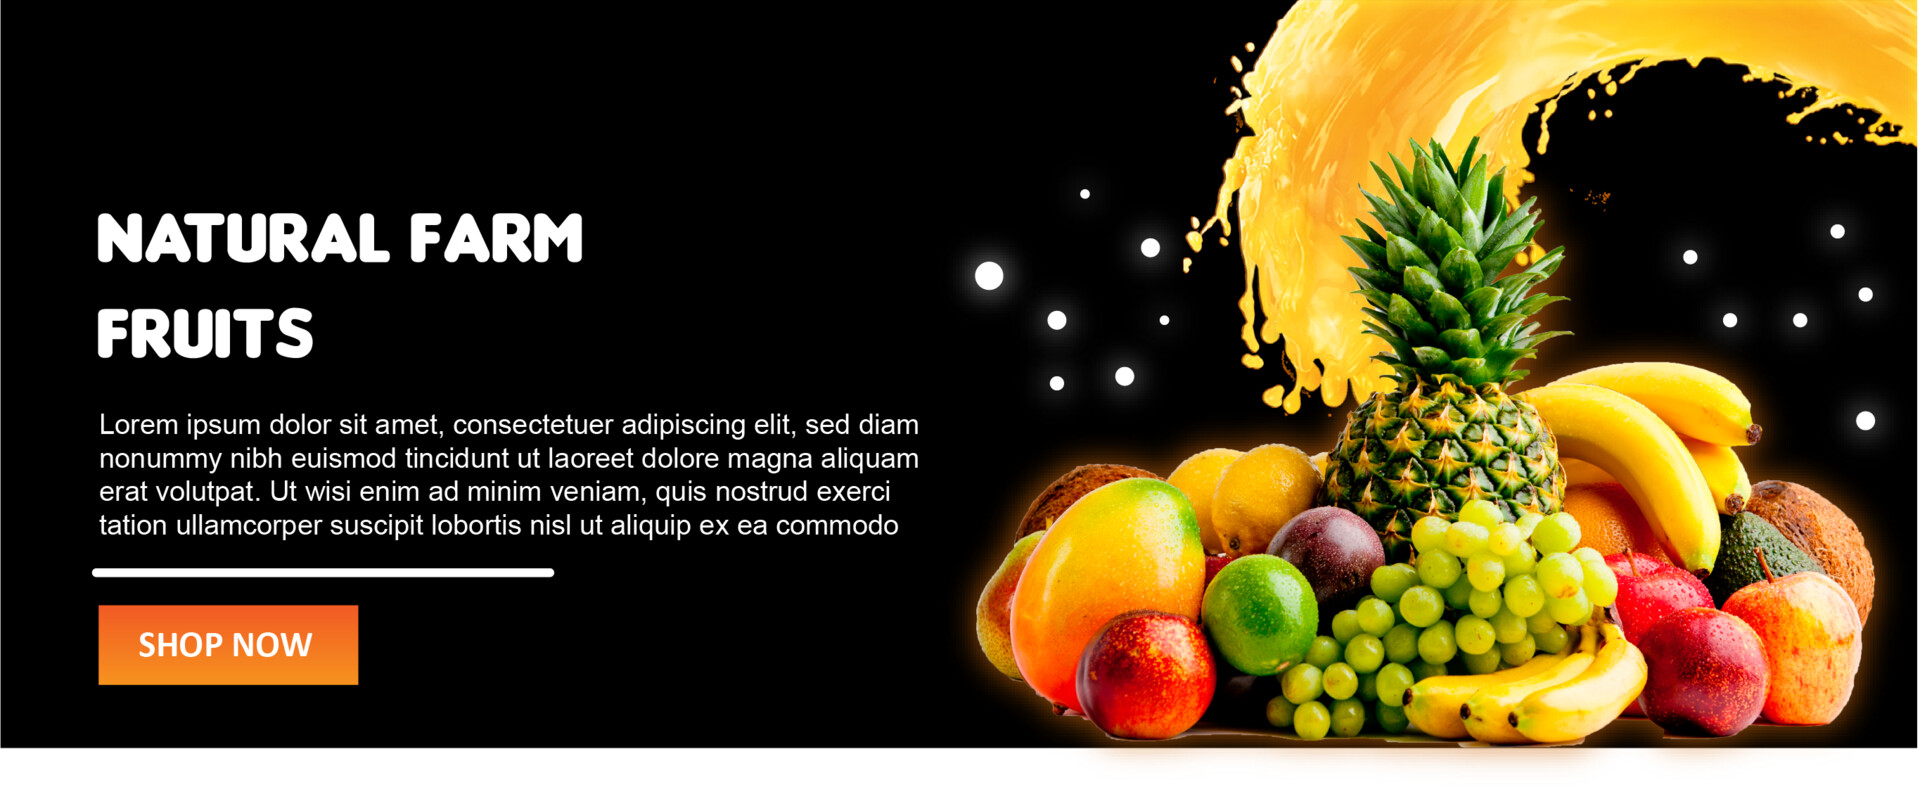 NATURAL FARM
FRUITS
Lorem ipsum dolor sit amet, consectetuer adipiscing elit, sed diam
nonummy nibh euismod tincidunt ut laoreet dolore magna aliquam
erat volutpat. Ut wisi enim ad minim veniam, quis nostrud exerci
tation ullamcorper suscipit lobortis nisl ut aliquip ex ea commodo
SHOP NOW